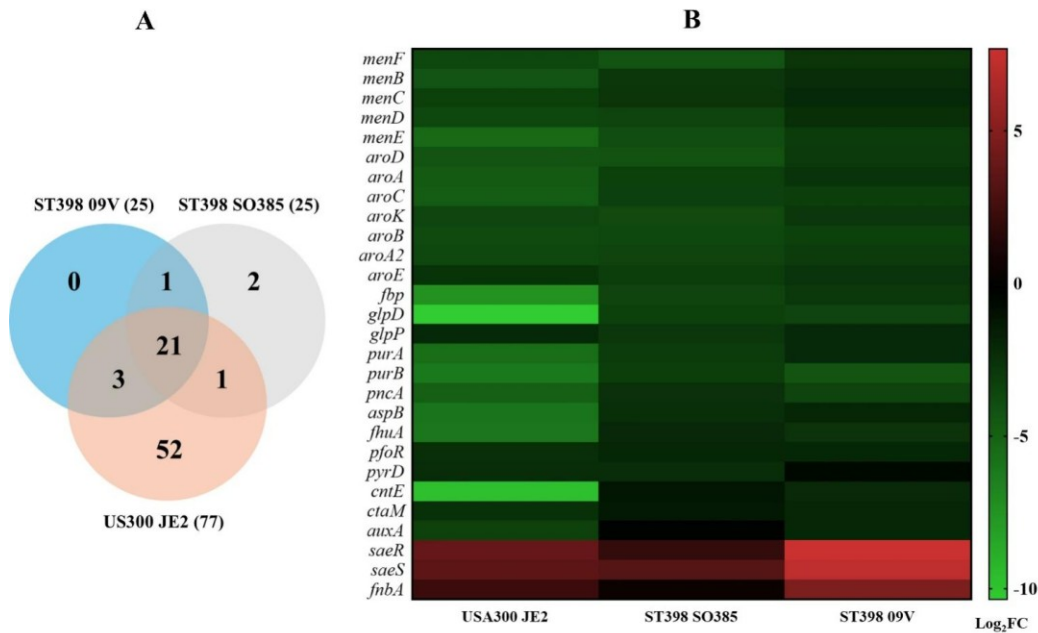 A
ST398 09V (25)
ST398 SO385 (25)
0
1
2
21
3
1
52
US300 JE2 (77)
B
menF
menB
menC
menD
menE
aroD
aroA
aroC
aroK
aroB
aroA2
aroE
fbp
glpD
glpP
purA
purB
pncA
aspB
fhuA
pfoR
pyrD
cntE
ctaM
auxA
saeR
saeS
fnbA
USA300 JE2
ST398 SO385
ST398 09V
5
0
-5
-10
Log₂FC